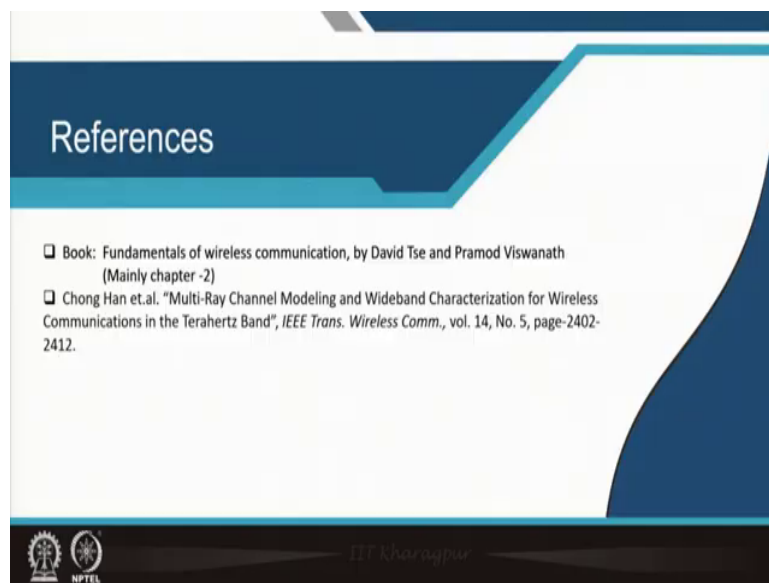 References
❑ Book: Fundamentals of wireless communication, by David Tse and Pramod Viswanath
(Mainly chapter -2)
❑ Chong Han et.al. “Multi-Ray Channel Modeling and Wideband Characterization for Wireless
Communications in the Terahertz Band”, IEEE Trans. Wireless Comm., vol. 14, No. 5, page-2402-
2412.
IIT Kharagpur
NPTEL